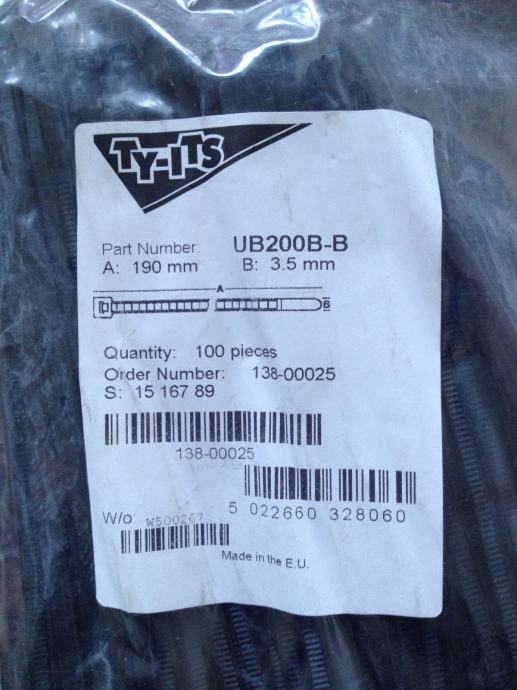 TY-ITS
Part Number: UB200B-B
A: 190 mm B: 3.5 mm
A
B
Quantity: 100 pieces
Order Number: 138-00025
S: 15 167 89
138-00025
5 022660 328060
W/o: W500267
Made in the E.U.